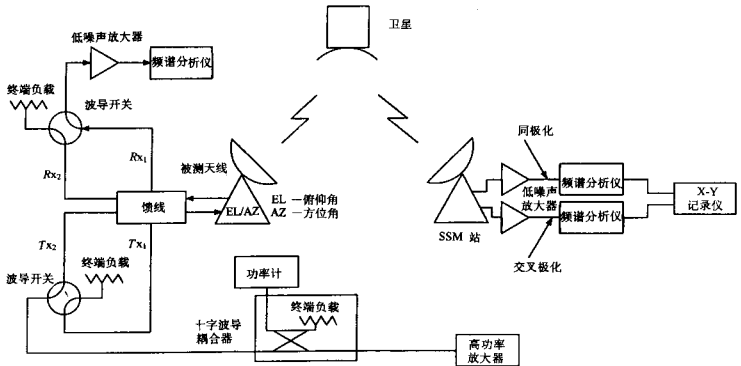 卫星
低噪声放大器
频谱分析仪
终端负载
波导开关
Rx₁
Rx₂
被测天线
馈线
EL/AZ
EL —俯仰角
AZ —方位角
Tx₂
Tx₁
波导开关
终端负载
功率计
终端负载
十字波导
耦合器
高功率
放大器
同极化
频谱分析仪
低噪声
放大器
频谱分析仪
X-Y
记录仪
SSM 站
交叉极化